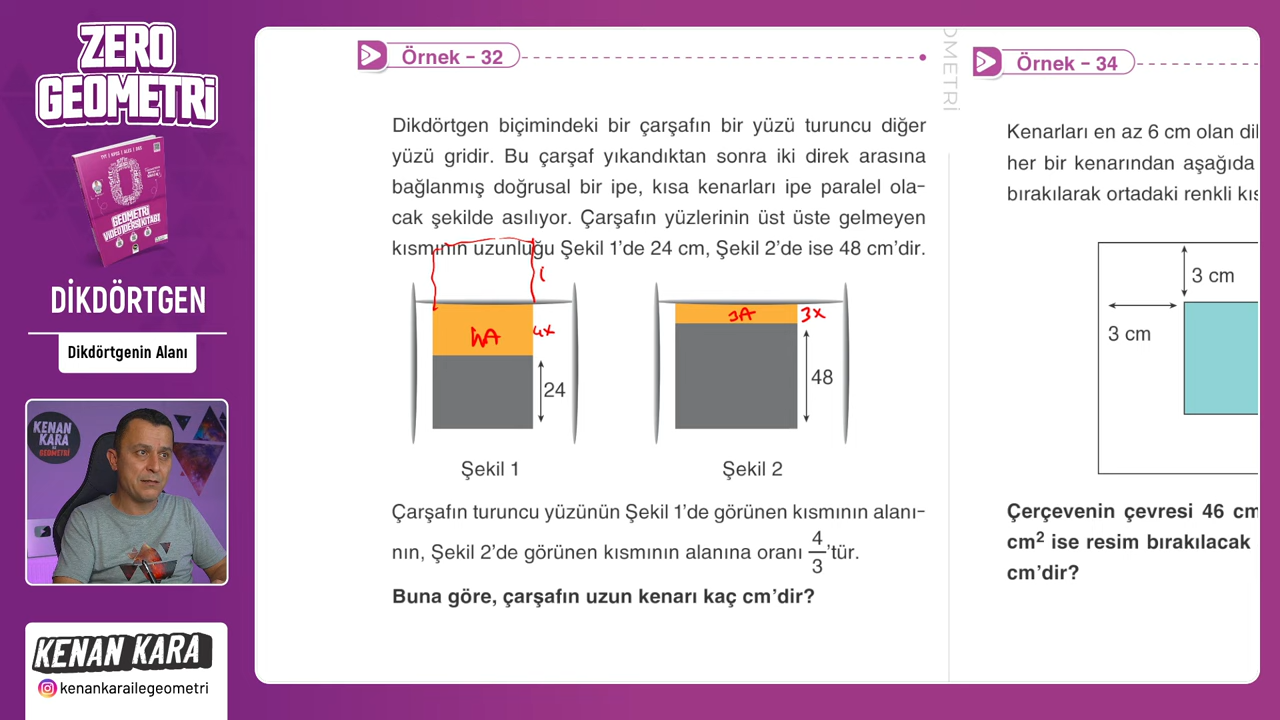 ZERO
GEOMETRİ
DİKDÖRTGEN
Dikdörtgenin Alanı
KENAN
KARA
GEOMETRİ
KENAN KARA
kenankarailegeometri
Örnek - 32
Dikdörtgen biçimindeki bir çarşafın bir yüzü turuncu diğer
yüzü gridir. Bu çarşaf yıkandıktan sonra iki direk arasına
bağlanmış doğrusal bir ipe, kısa kenarları ipe paralel ola-
cak şekilde asılıyor. Çarşafın yüzlerinin üst üste gelmeyen
kısmının uzunluğu Şekil 1'de 24 cm, Şekil 2'de ise 48 cm'dir.
4A
4x
24
Şekil 1
3A
3x
48
Şekil 2
Çarşafın turuncu yüzünün Şekil 1'de görünen kısmının alanı-
nın, Şekil 2'de görünen kısmının alanına oranı 4/3'tür.
Buna göre, çarşafın uzun kenarı kaç cm'dir?
OMETRİ
Örnek - 34
Kenarları en az 6 cm olan dil
her bir kenarından aşağıda
bırakılarak ortadaki renkli kıs
3 cm
3 cm
Çerçevenin çevresi 46 cm
cm² ise resim bırakılacak
cm'dir?